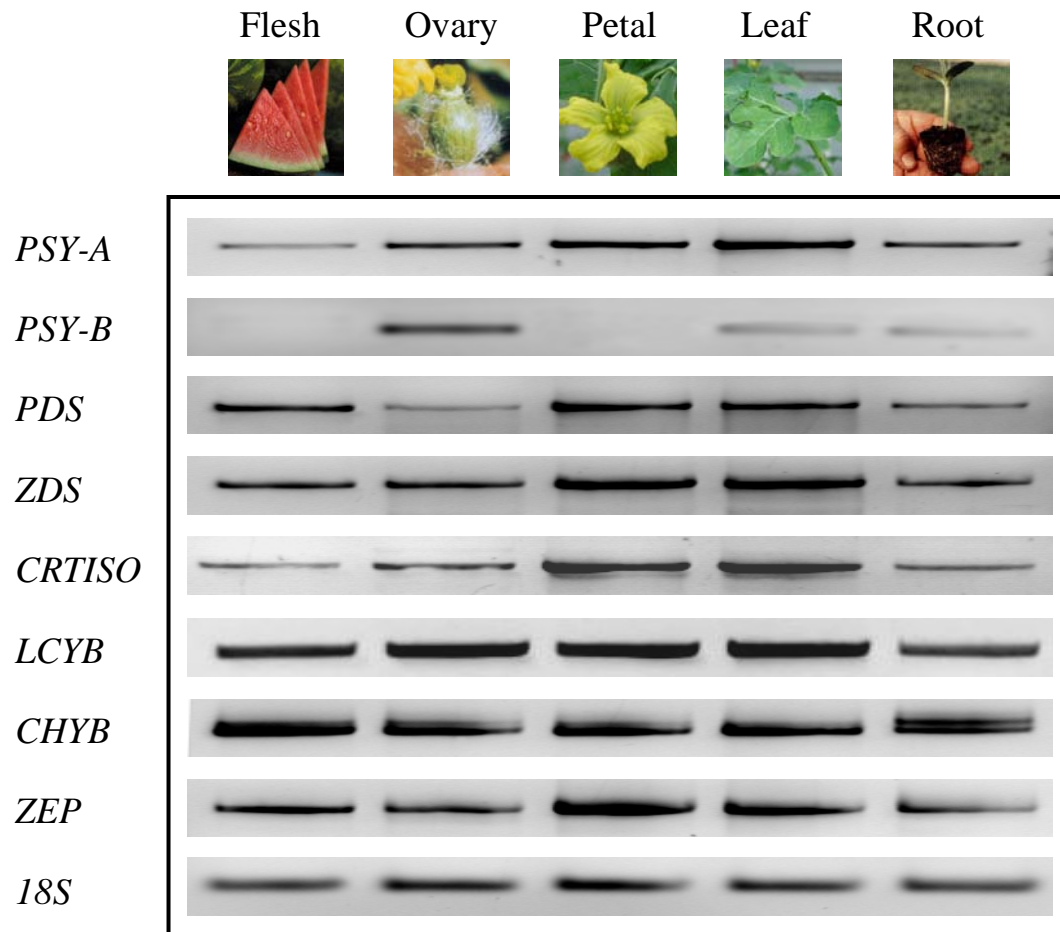 Flesh Ovary Petal Leaf Root
PSY-A
PSY-B
PDS
ZDS
CRTISO
LCYB
CHYB
ZEP
18S